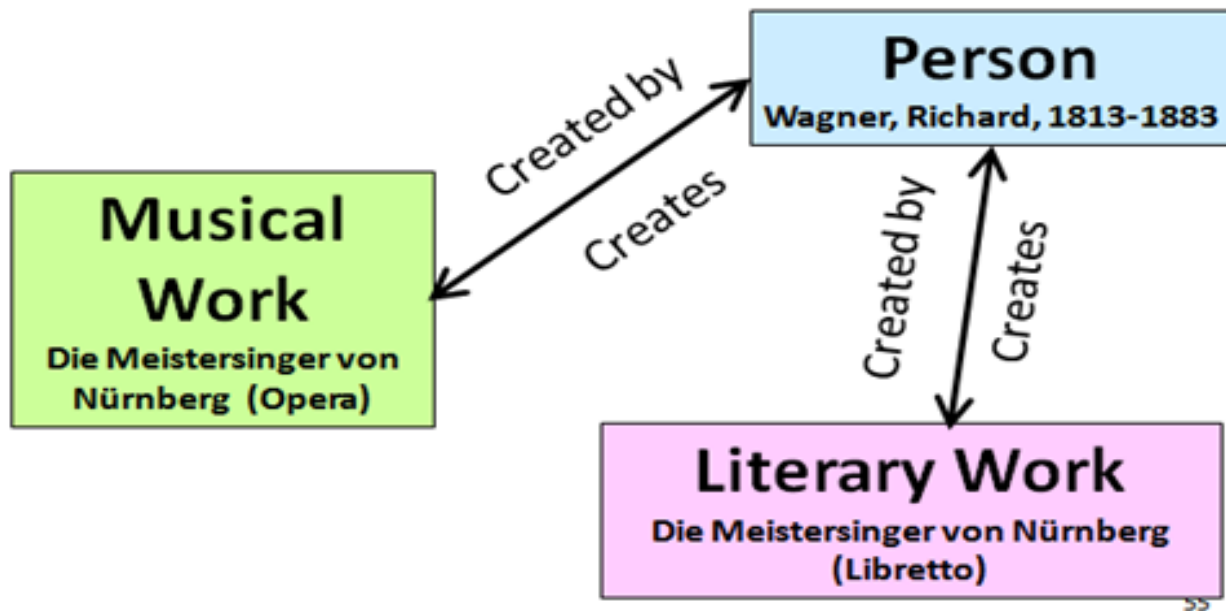 Person
Wagner, Richard, 1813-1883
Created by
Creates
Musical
Work
Die Meistersinger von
Nürnberg (Opera)
Created by
Creates
Literary Work
Die Meistersinger von Nürnberg
(Libretto)
55